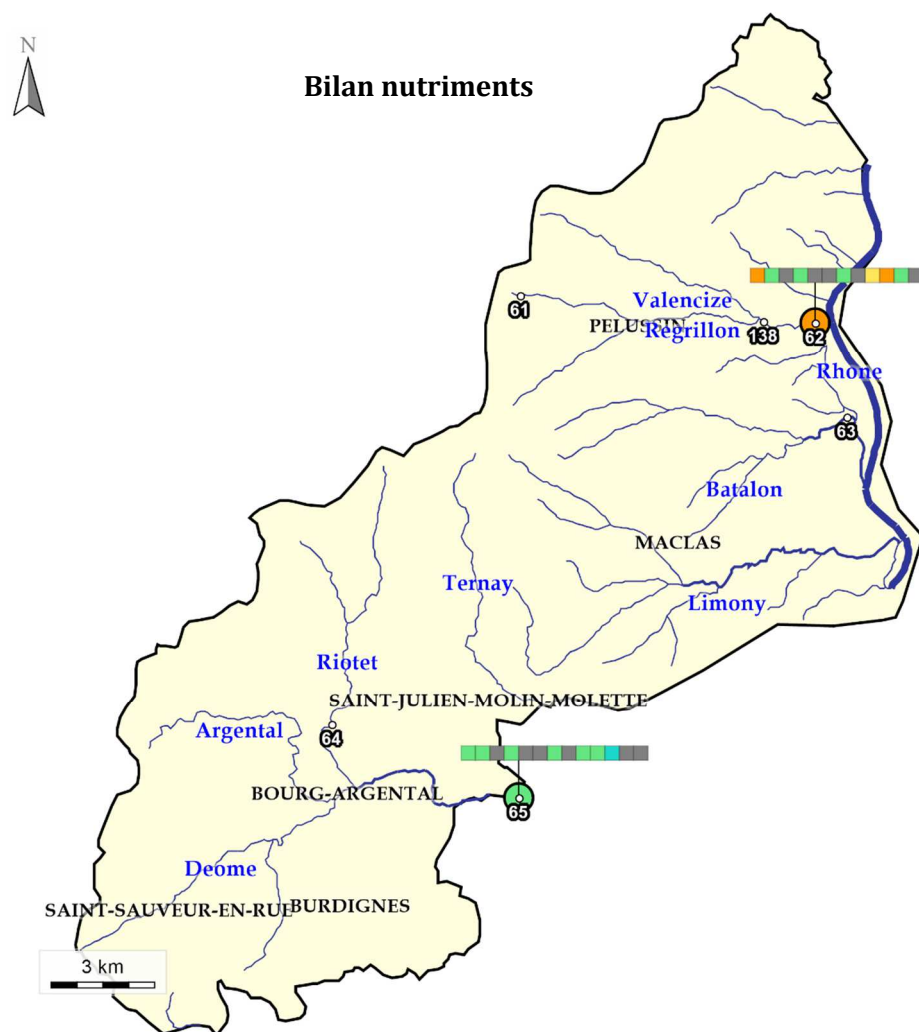 N
Bilan nutriments
61
Valencize
PELUSSIN
Regrillon
138
62
Rhone
63
Batalon
MACLAS
Ternay
Limony
Riotet
SAINT-JULIEN-MOLIN-MOLETTE
Argental
64
BOURG-ARGENTAL
65
Deome
SAINT-SAUVEUR-EN-RUE
BURDIGNES
3 km